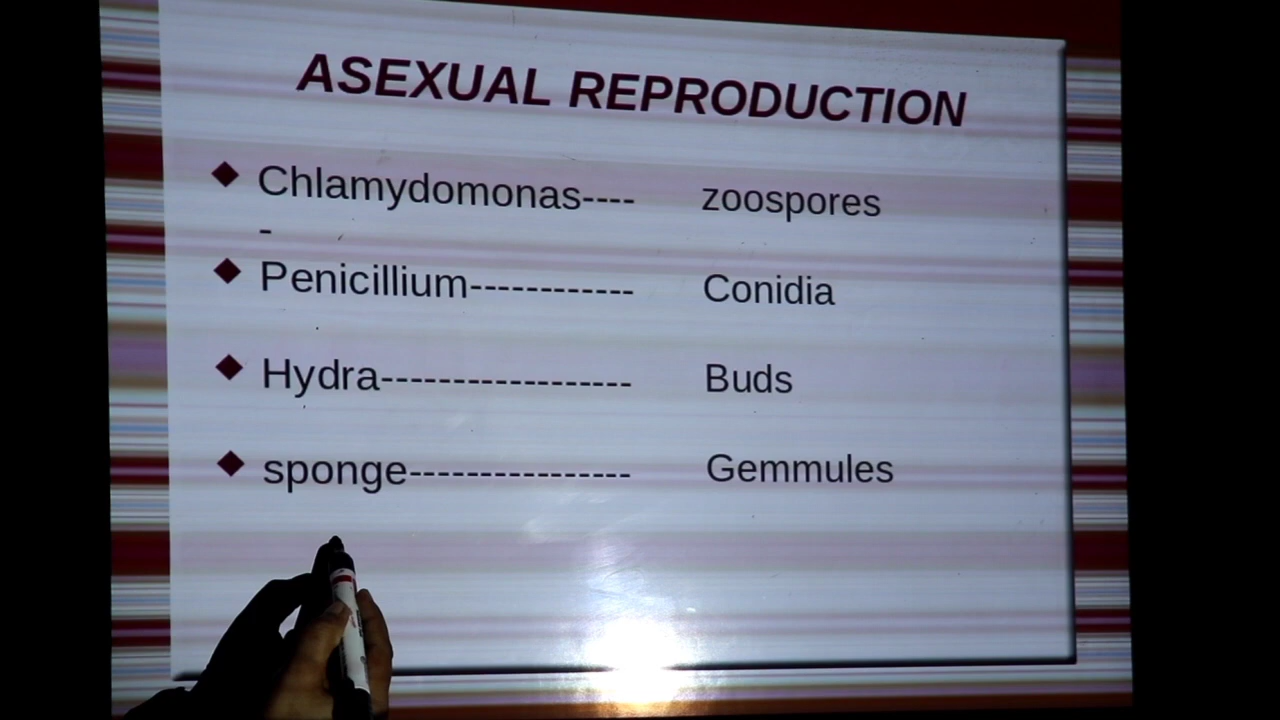 ASEXUAL REPRODUCTION
Chlamydomonas---- zoospores
-
Penicillium------------ Conidia
Hydra------------------ Buds
sponge---------------- Gemmules